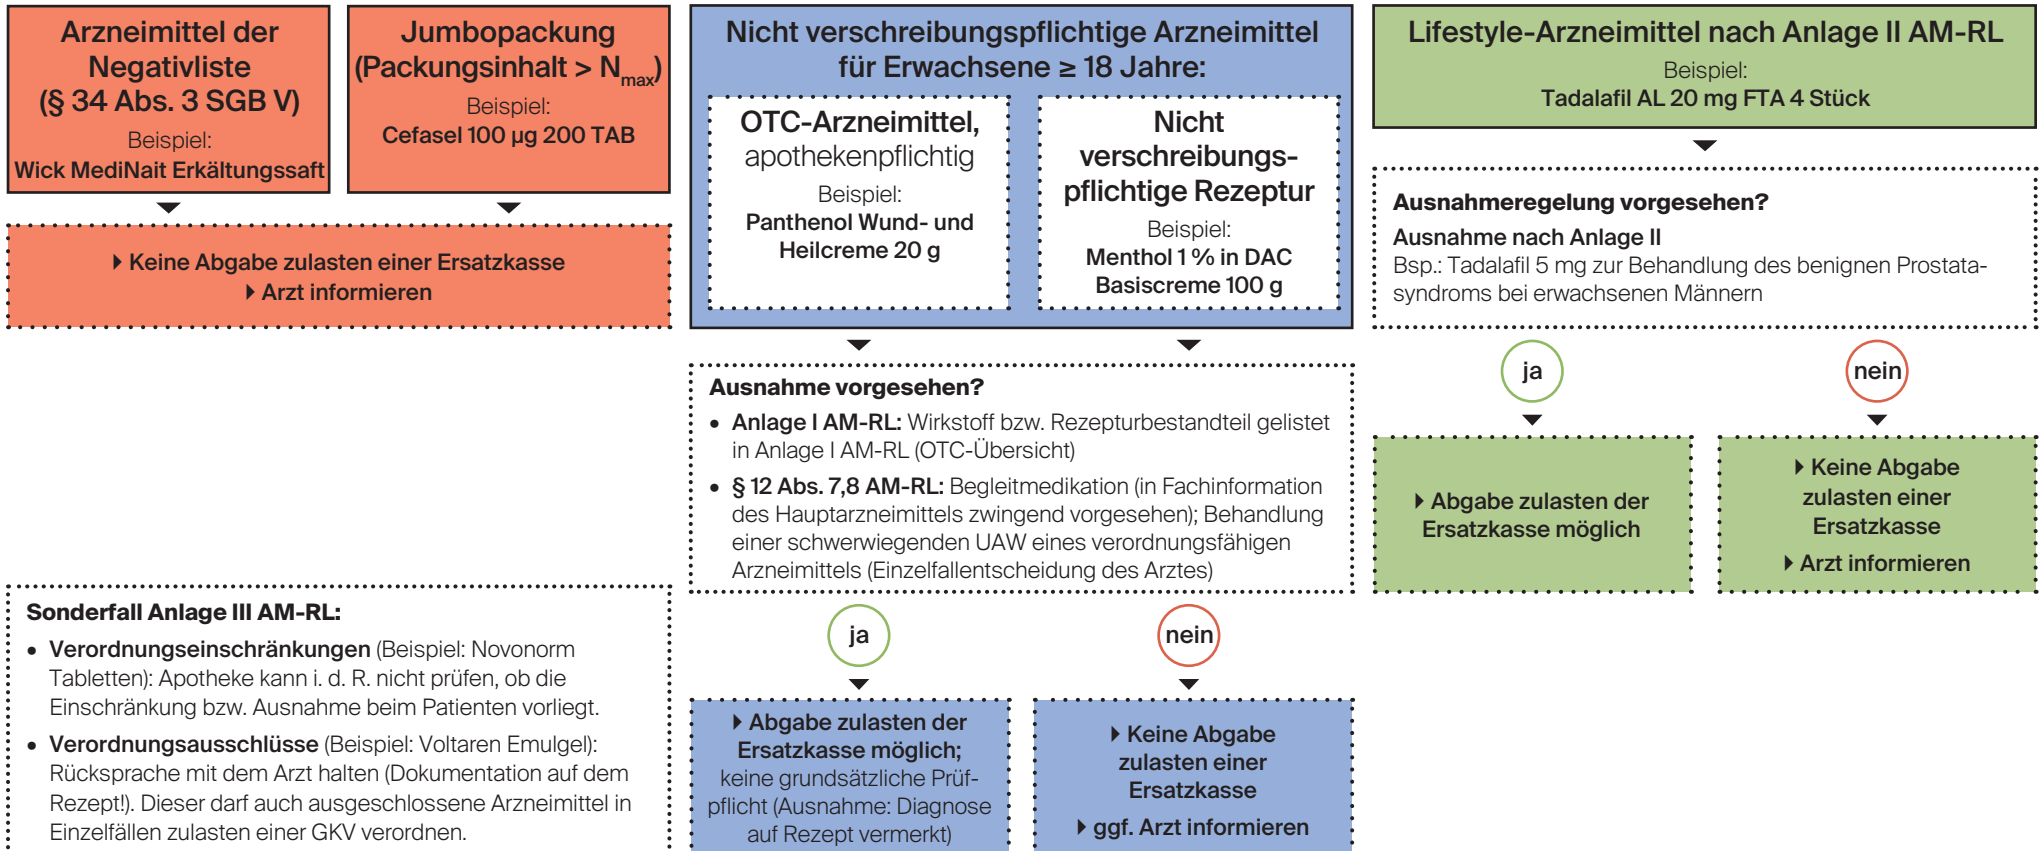 Arzneimittel der
Negativliste
(§ 34 Abs. 3 SGB V)
Beispiel:
Wick MediNait Erkältungssaft
Jumbopackung
(Packungsinhalt > Nmax)
Beispiel:
Cefasel 100 µg 200 TAB
▸ Keine Abgabe zulasten einer Ersatzkasse
▸ Arzt informieren
Sonderfall Anlage III AM-RL:
• Verordnungseinschränkungen (Beispiel: Novonorm
Tabletten): Apotheke kann i. d. R. nicht prüfen, ob die
Einschränkung bzw. Ausnahme beim Patienten vorliegt.
• Verordnungsausschlüsse (Beispiel: Voltaren Emulgel):
Rücksprache mit dem Arzt halten (Dokumentation auf dem
Rezept!). Dieser darf auch ausgeschlossene Arzneimittel in
Einzelfällen zulasten einer GKV verordnen.
Nicht verschreibungspflichtige Arzneimittel
für Erwachsene ≥ 18 Jahre:
OTC-Arzneimittel,
apothekenpflichtig
Beispiel:
Panthenol Wund- und
Heilcreme 20 g
Nicht
verschreibungs-
pflichtige Rezeptur
Beispiel:
Menthol 1 % in DAC
Basiscreme 100 g
Ausnahme vorgesehen?
• Anlage I AM-RL: Wirkstoff bzw. Rezepturbestandteil gelistet
in Anlage I AM-RL (OTC-Übersicht)
• § 12 Abs. 7,8 AM-RL: Begleitmedikation (in Fachinformation
des Hauptarzneimittels zwingend vorgesehen); Behandlung
einer schwerwiegenden UAW eines verordnungsfähigen
Arzneimittels (Einzelfallentscheidung des Arztes)
ja
nein
▸ Abgabe zulasten der
Ersatzkasse möglich;
keine grundsätzliche Prüf-
pflicht (Ausnahme: Diagnose
auf Rezept vermerkt)
▸ Keine Abgabe
zulasten einer
Ersatzkasse
▸ ggf. Arzt informieren
Lifestyle-Arzneimittel nach Anlage II AM-RL
Beispiel:
Tadalafil AL 20 mg FTA 4 Stück
Ausnahmeregelung vorgesehen?
Ausnahme nach Anlage II
Bsp.: Tadalafil 5 mg zur Behandlung des benignen Prostata-
syndroms bei erwachsenen Männern
ja
nein
▸ Abgabe zulasten der
Ersatzkasse möglich
▸ Keine Abgabe
zulasten einer
Ersatzkasse
▸ Arzt informieren